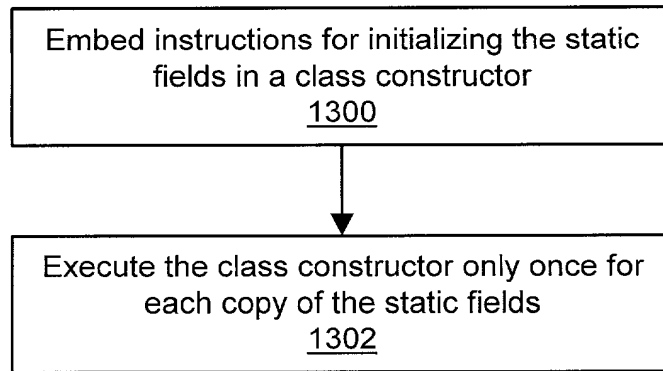 Embed instructions for initializing the static
fields in a class constructor
1300
Execute the class constructor only once for
each copy of the static fields
1302